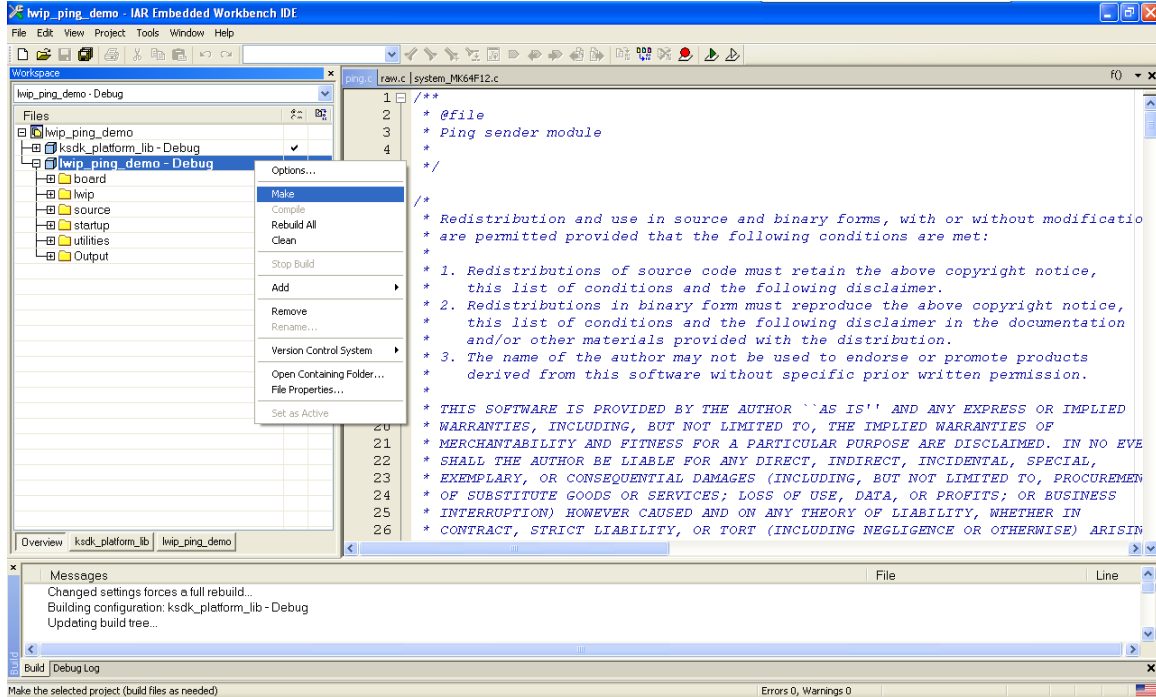 lwip_ping_demo - IAR Embedded Workbench IDE
File Edit View Project Tools Window Help
Workspace
lwip_ping_demo - Debug
Files
lwip_ping_demo
ksdk_platform_lib - Debug
lwip_ping_demo - Debug
board
lwip
source
startup
utilities
Output
Overview ksdk_platform_lib lwip_ping_demo
Options...
Make
Compile
Rebuild All
Clean
Stop Build
Add
Remove
Rename...
Version Control System
Open Containing Folder...
File Properties...
Set as Active
ping.c raw.c system_MK64F12.c f()
1 /**
2 * @file
3 * Ping sender module
4 *
*/
/*
* Redistribution and use in source and binary forms, with or without modificatio
* are permitted provided that the following conditions are met:
*
* 1. Redistributions of source code must retain the above copyright notice,
* this list of conditions and the following disclaimer.
* 2. Redistributions in binary form must reproduce the above copyright notice,
* this list of conditions and the following disclaimer in the documentation
* and/or other materials provided with the distribution.
* 3. The name of the author may not be used to endorse or promote products
* derived from this software without specific prior written permission.
*
* THIS SOFTWARE IS PROVIDED BY THE AUTHOR ``AS IS'' AND ANY EXPRESS OR IMPLIED
20 * WARRANTIES, INCLUDING, BUT NOT LIMITED TO, THE IMPLIED WARRANTIES OF
21 * MERCHANTABILITY AND FITNESS FOR A PARTICULAR PURPOSE ARE DISCLAIMED. IN NO EVE
22 * SHALL THE AUTHOR BE LIABLE FOR ANY DIRECT, INDIRECT, INCIDENTAL, SPECIAL,
23 * EXEMPLARY, OR CONSEQUENTIAL DAMAGES (INCLUDING, BUT NOT LIMITED TO, PROCUREMEN
24 * OF SUBSTITUTE GOODS OR SERVICES; LOSS OF USE, DATA, OR PROFITS; OR BUSINESS
25 * INTERRUPTION) HOWEVER CAUSED AND ON ANY THEORY OF LIABILITY, WHETHER IN
26 * CONTRACT, STRICT LIABILITY, OR TORT (INCLUDING NEGLIGENCE OR OTHERWISE) ARISIN
Messages File Line
Changed settings forces a full rebuild...
Building configuration: ksdk_platform_lib - Debug
Updating build tree...
Build
Build Debug Log
Make the selected project (build files as needed) Errors 0, Warnings 0